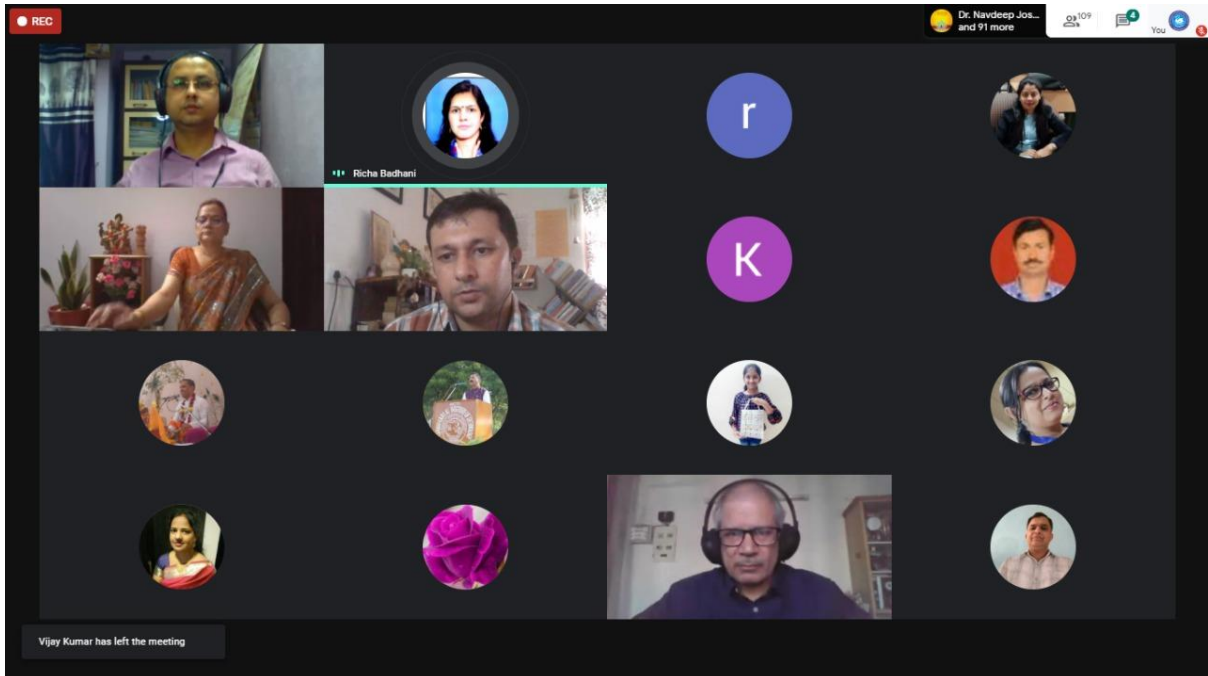 REC
Dr. Navdeep Jos...
and 91 more
109
4
You
r
Richa Badhani
K
Vijay Kumar has left the meeting